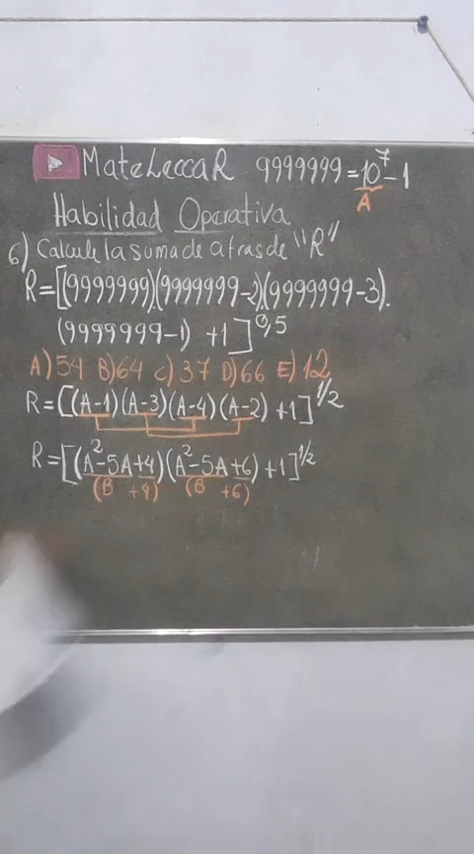 MateLeccaR 9999999 = 10⁷ - 1
A
Habilidad Operativa
6) Calcule la suma de cifras de "R"
R = [(9999999)(9999999-2)(9999999-3).
(9999999-1) +1]^0,5
A) 54 B) 64 C) 37 D) 66 E) 12
R = [(A-1)(A-3)(A-4)(A-2) +1]^1/2
R = [(A²-5A+4)(A²-5A+6) +1]^1/2
(B +4) (B +6)